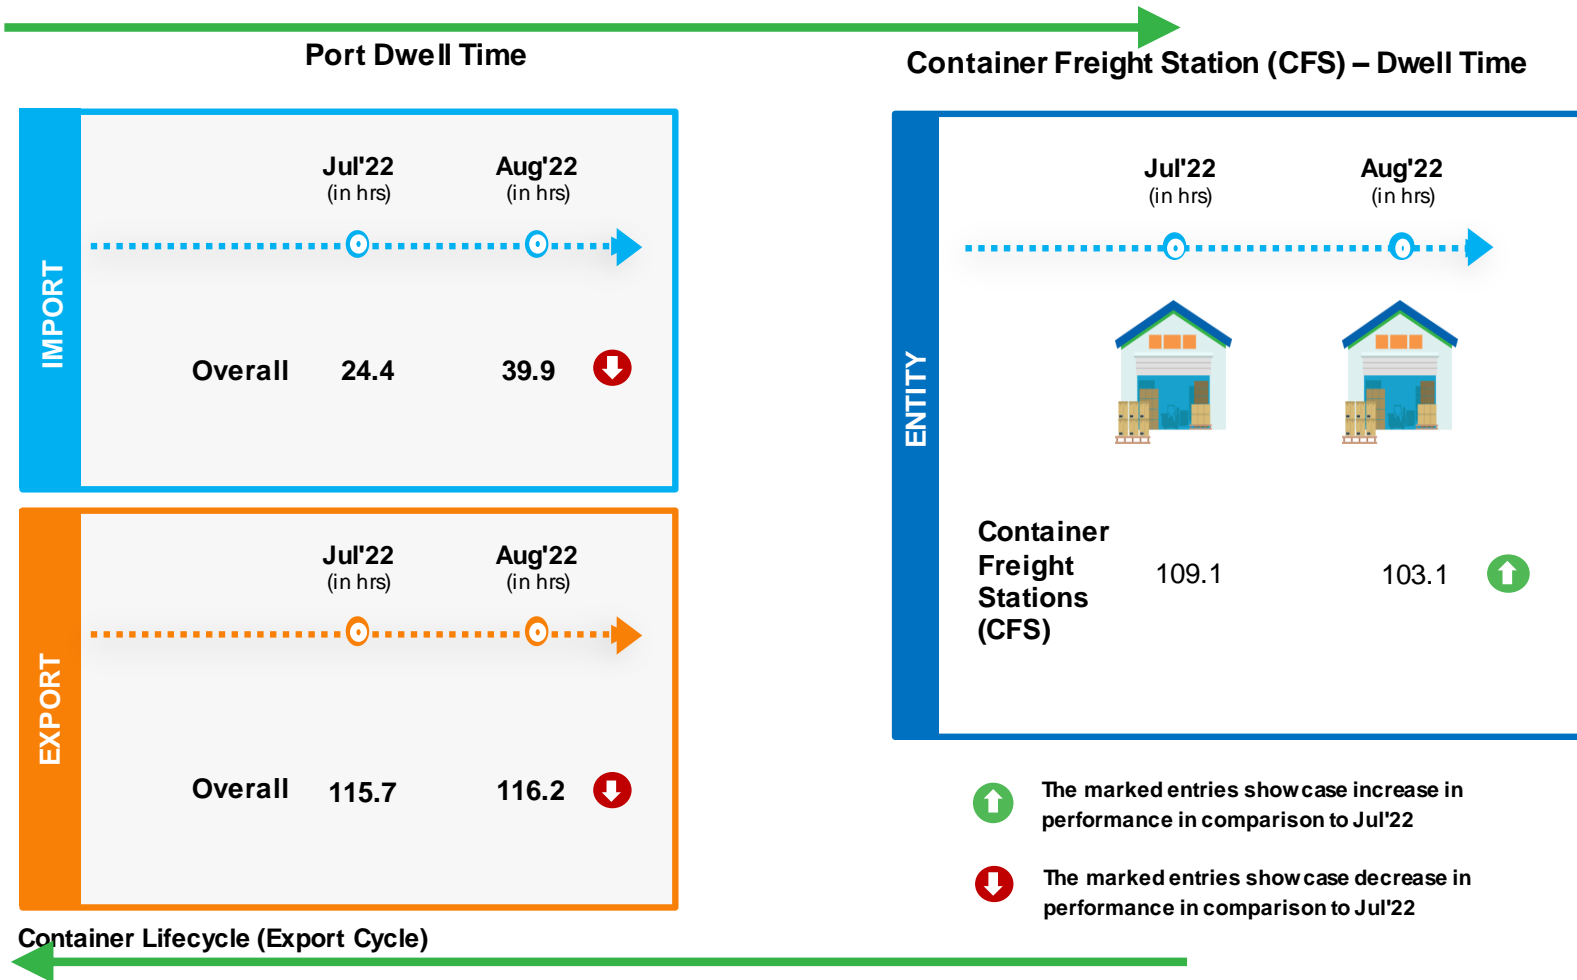 Port Dwell Time
Container Freight Station (CFS) – Dwell Time
IMPORT
Jul'22
(in hrs)
Aug'22
(in hrs)
Overall 24.4 39.9
EXPORT
Jul'22
(in hrs)
Aug'22
(in hrs)
Overall 115.7 116.2
Container Lifecycle (Export Cycle)
ENTITY
Jul'22
(in hrs)
Aug'22
(in hrs)
Container
Freight
Stations
(CFS)
109.1 103.1
The marked entries showcase increase in
performance in comparison to Jul'22
The marked entries showcase decrease in
performance in comparison to Jul'22